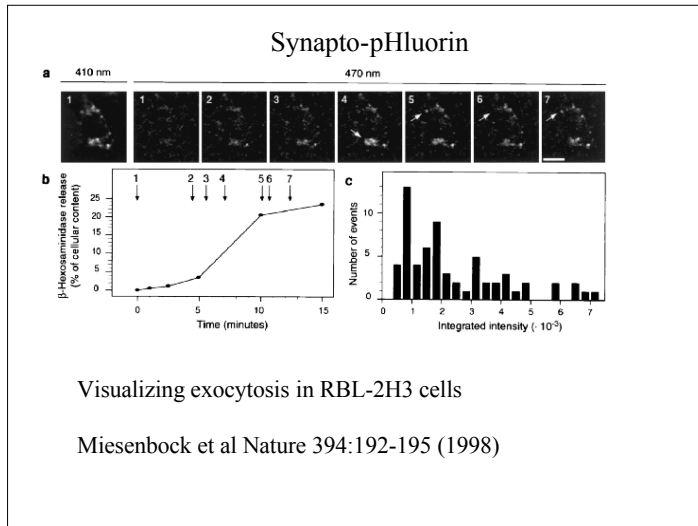 Synapto-pHluorin
a
410 nm
470 nm
1
1
2
3
4
5
6
7
b
1
2
3
4
5
6
7
β-Hexosaminidase release
(% of cellular content)
25
20
15
10
5
0
0
5
10
15
Time (minutes)
c
Number of events
10
5
0
0
1
2
3
4
5
6
7
Integrated intensity (· 10⁻³)
Visualizing exocytosis in RBL-2H3 cells
Miesenbock et al Nature 394:192-195 (1998)